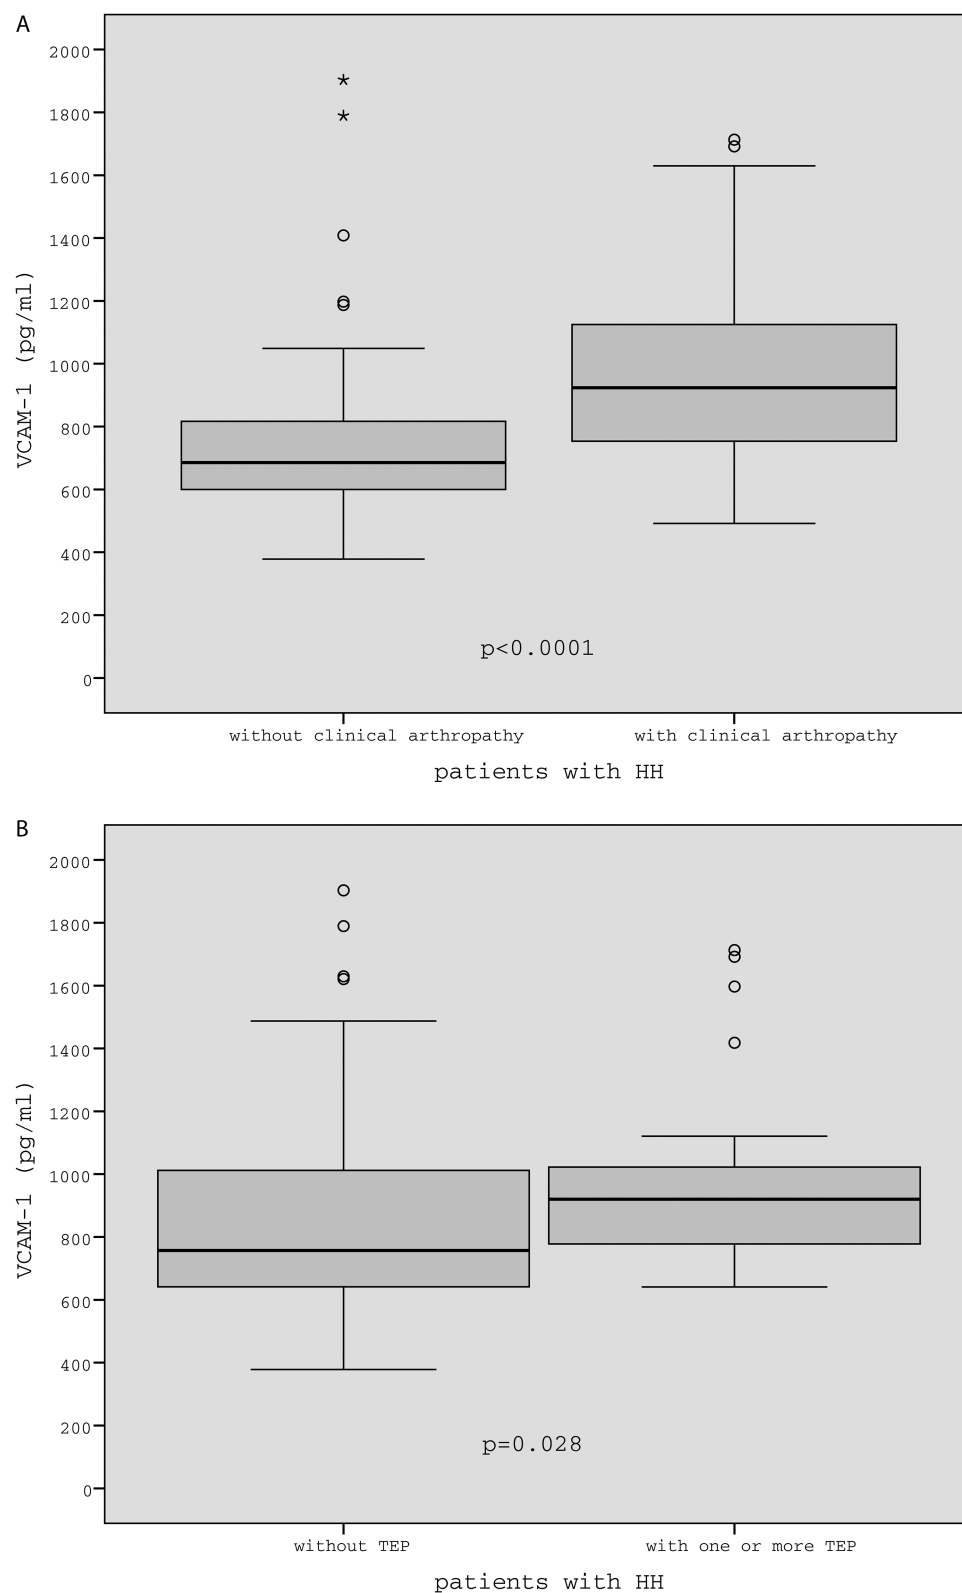 A
2000
1800
1600
1400
1200
1000
800
600
400
200
0
VCAM-1 (pg/ml)
p<0.0001
without clinical arthropathy
with clinical arthropathy
patients with HH
B
2000
1800
1600
1400
1200
1000
800
600
400
200
0
VCAM-1 (pg/ml)
p=0.028
without TEP
with one or more TEP
patients with HH